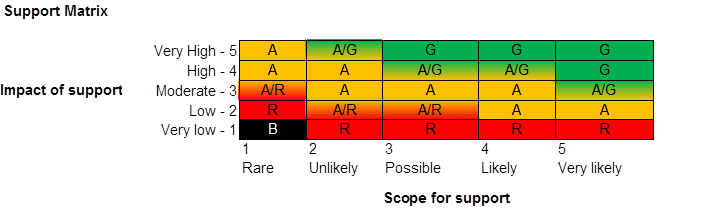 Support Matrix
Very High - 5 A A/G G G G
High - 4 A A A/G A/G G
Impact of support Moderate - 3 A/R A A A A/G
Low - 2 R A/R A/R A A
Very low - 1 B R R R R
1 2 3 4 5
Rare Unlikely Possible Likely Very likely
Scope for support